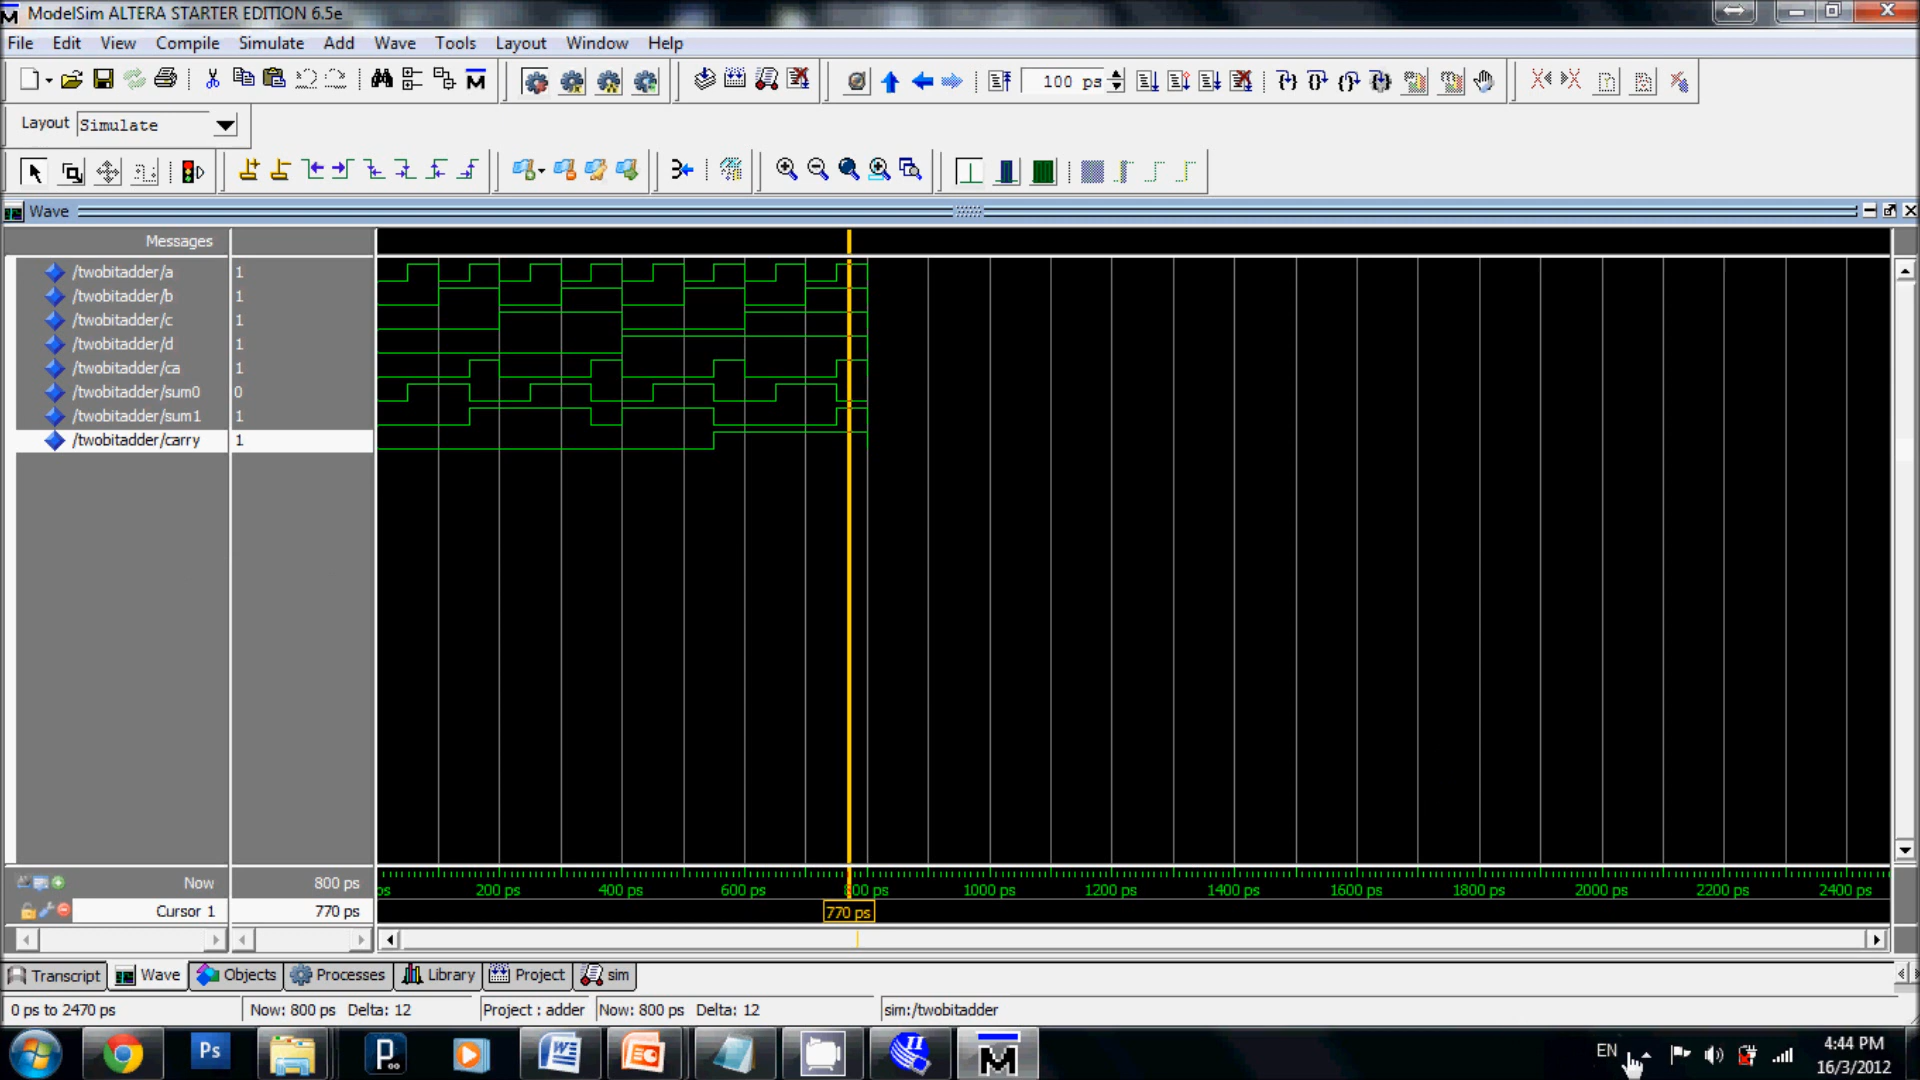 ModelSim ALTERA STARTER EDITION 6.5e
File Edit View Compile Simulate Add Wave Tools Layout Window Help
100 ps
Layout Simulate
Wave
Messages
/twobitadder/a 1
/twobitadder/b 1
/twobitadder/c 1
/twobitadder/d 1
/twobitadder/ca 1
/twobitadder/sum0 0
/twobitadder/sum1 1
/twobitadder/carry 1
Now 800 ps
ps 200 ps 400 ps 600 ps 800 ps 1000 ps 1200 ps 1400 ps 1600 ps 1800 ps 2000 ps 2200 ps 2400 ps
Cursor 1 770 ps 770 ps
Transcript Wave Objects Processes Library Project sim
0 ps to 2470 ps Now: 800 ps Delta: 12 Project : adder Now: 800 ps Delta: 12 sim:/twobitadder
Ps P II M EN 4:44 PM
16/3/2012